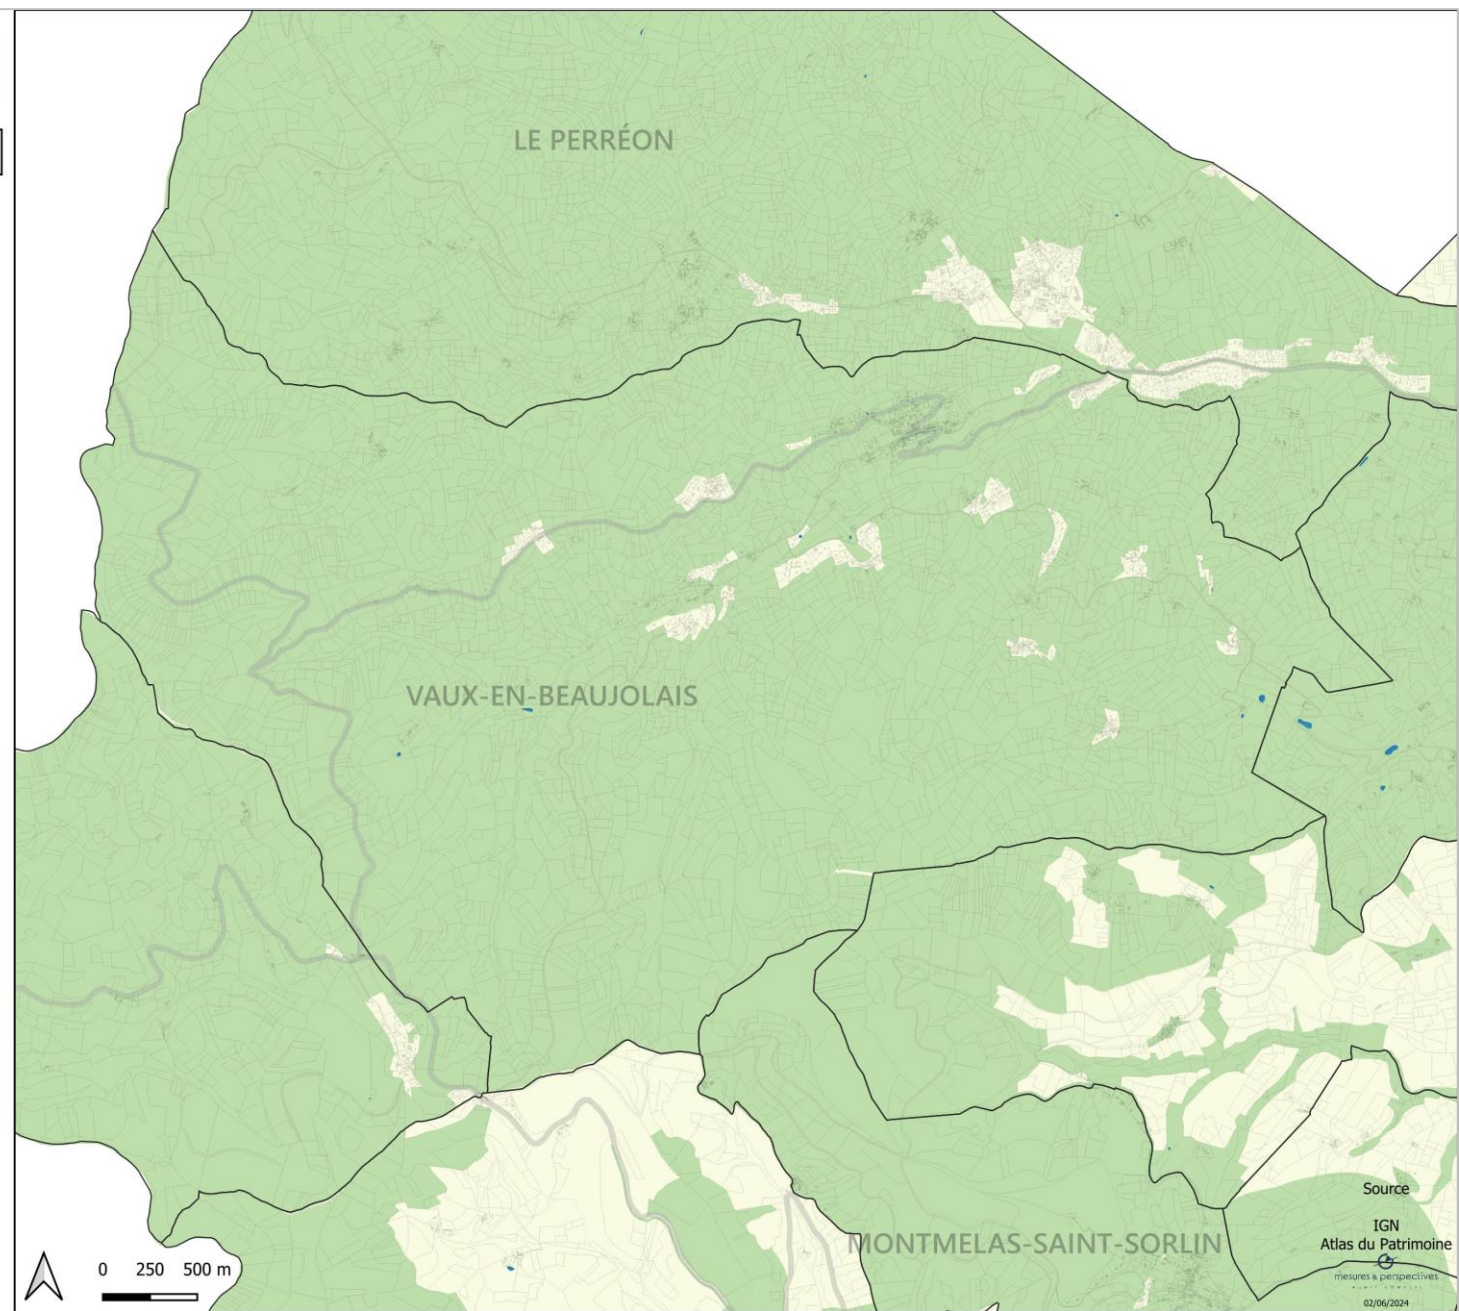 LE PERRÉON
VAUX-EN-BEAUJOLAIS
MONTMELAS-SAINT-SORLIN
Source
IGN
Atlas du Patrimoine
mesures & perspectives
02/06/2024
0 250 500 m